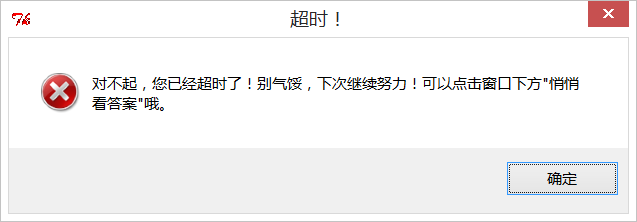 超时！
对不起，您已经超时了！别气馁，下次继续努力！可以点击窗口下方"悄悄
看答案"哦。
确定